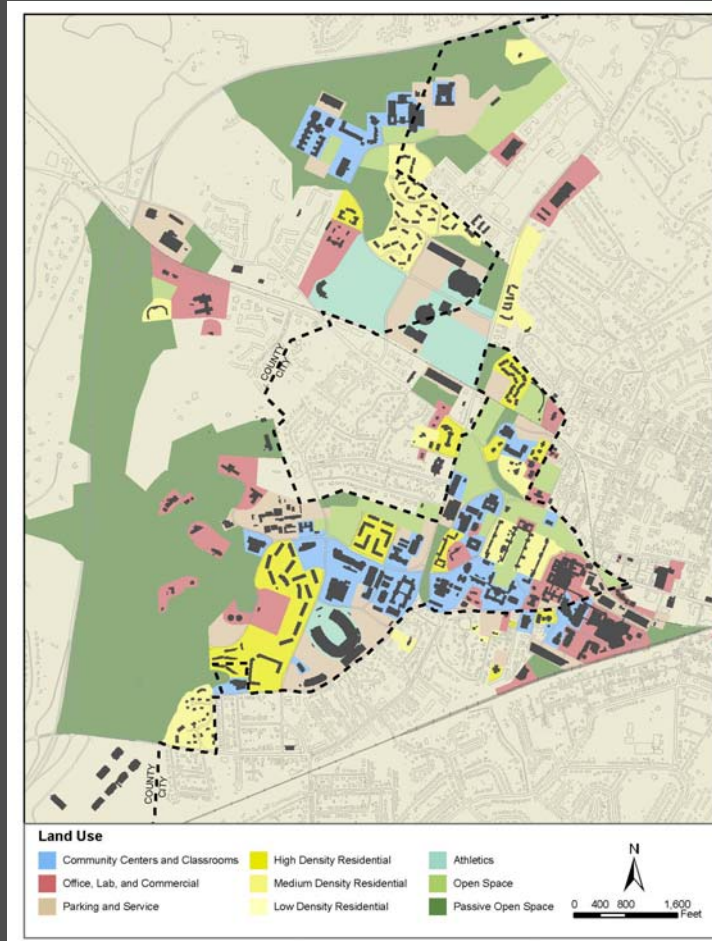 COUNTY
CITY
COUNTY
CITY
Land Use
Community Centers and Classrooms
High Density Residential
Athletics
Office, Lab, and Commercial
Medium Density Residential
Open Space
Parking and Service
Low Density Residential
Passive Open Space
N
0 400 800 1,600
Feet